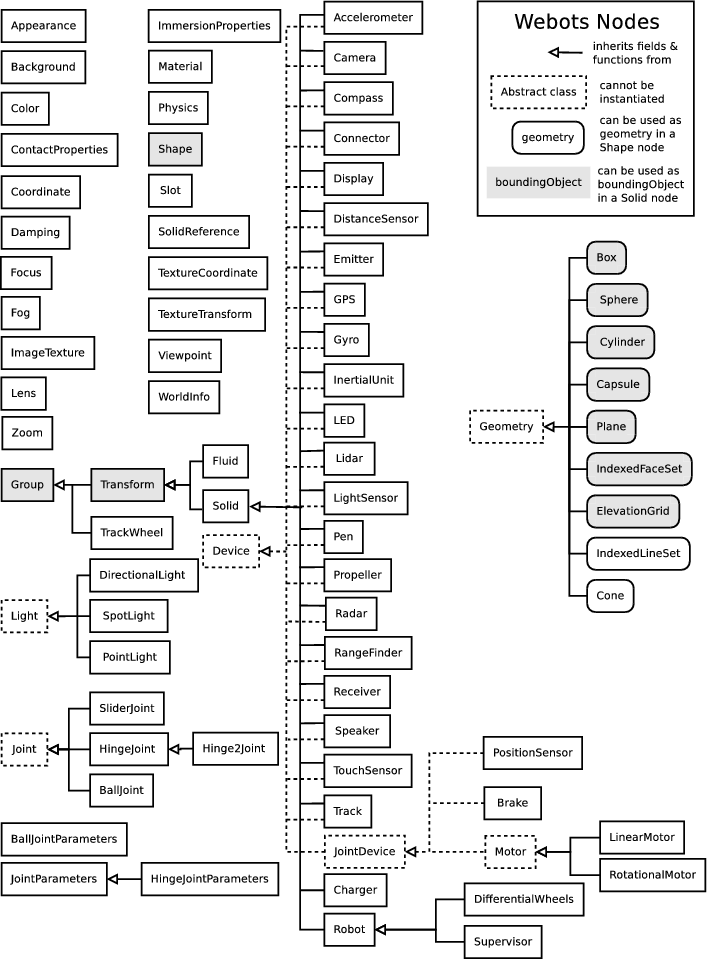 Appearance
Background
Color
ContactProperties
Coordinate
Damping
Focus
Fog
ImageTexture
Lens
Zoom
ImmersionProperties
Material
Physics
Shape
Slot
SolidReference
TextureCoordinate
TextureTransform
Viewpoint
WorldInfo
Group
Transform
TrackWheel
Fluid
Solid
Device
Light
DirectionalLight
SpotLight
PointLight
Joint
SliderJoint
HingeJoint
BallJoint
Hinge2Joint
BallJointParameters
JointParameters
HingeJointParameters
Accelerometer
Camera
Compass
Connector
Display
DistanceSensor
Emitter
GPS
Gyro
InertialUnit
LED
Lidar
LightSensor
Pen
Propeller
Radar
RangeFinder
Receiver
Speaker
TouchSensor
Track
JointDevice
Charger
Robot
PositionSensor
Brake
Motor
LinearMotor
RotationalMotor
DifferentialWheels
Supervisor
Webots Nodes
inherits fields &
functions from
Abstract class
cannot be
instantiated
geometry
can be used as
geometry in a
Shape node
boundingObject
can be used as
boundingObject
in a Solid node
Geometry
Box
Sphere
Cylinder
Capsule
Plane
IndexedFaceSet
ElevationGrid
IndexedLineSet
Cone